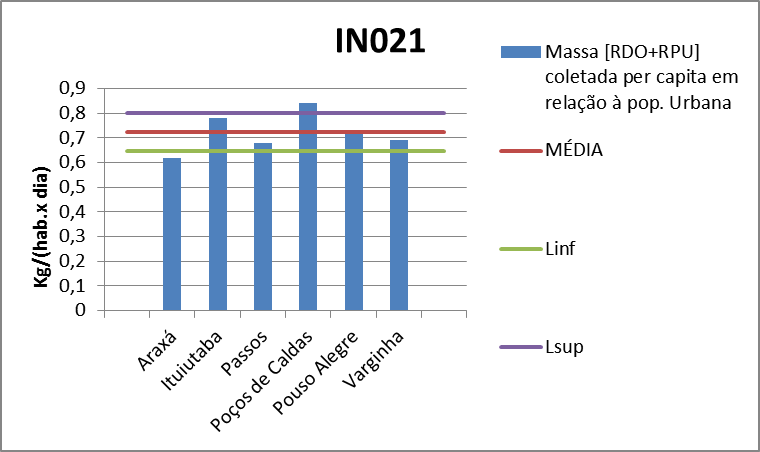 IN021
Kg/(hab.x dia)
0,9
0,8
0,7
0,6
0,5
0,4
0,3
0,2
0,1
0
Araxá
Ituiutaba
Passos
Poços de Caldas
Pouso Alegre
Varginha
Massa [RDO+RPU]
coletada per capita em
relação à pop. Urbana
MÉDIA
Linf
Lsup